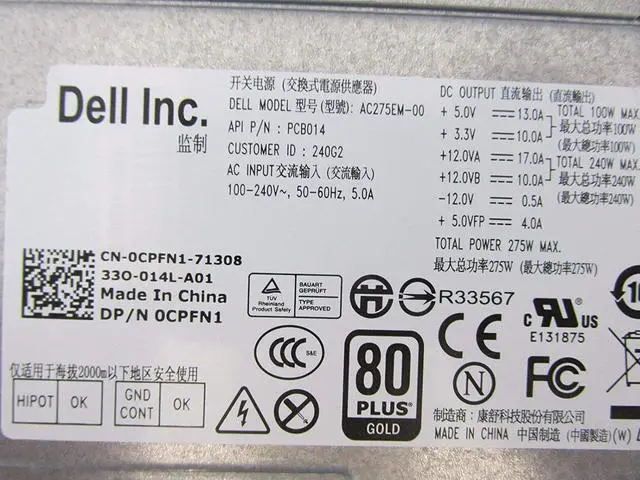 Dell Inc.
监制
开关电源 (交換式電源供應器)
DELL MODEL 型号(型號): AC275EM-00
API P/N : PCB014
CUSTOMER ID : 240G2
AC INPUT交流输入 (交流輸入)
100-240V~, 50-60Hz, 5.0A
DC OUTPUT 直流输出 (直流輸出)
+ 5.0V 13.0A TOTAL 100W MAX.
+ 3.3V 10.0A 最大总功率100W
(最大總功率100W)
+12.0VA 17.0A TOTAL 240W MAX.
+12.0VB 10.0A 最大总功率240W
-12.0V 0.5A (最大總功率240W)
+ 5.0VFP 4.0A
TOTAL POWER 275W MAX.
最大总功率275W (最大總功率275W)
CN-0CPFN1-71308
33O-014L-A01
Made In China
DP/N 0CPFN1
TÜV
Rheinland
Product Safety
BAUART
GEPRÜFT
TYPE
APPROVED
R33567
10
CCC
S&E
CE
c RU US
E131875
仅适用于海拔2000m以下地区安全使用
HIPOT OK
GND
CONT OK
80
PLUS
GOLD
N
FC
制造商: 康舒科技股份有限公司
MADE IN CHINA 中国制造 (中國製造) (W)